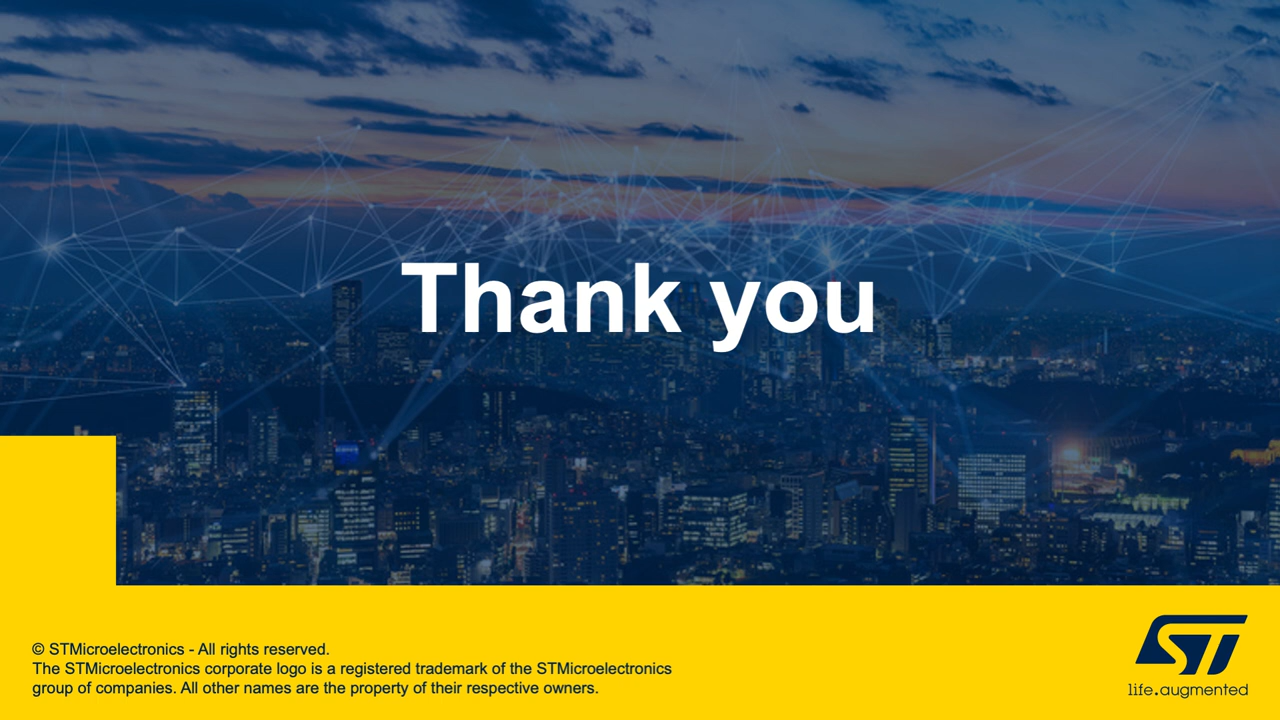 Thank you
© STMicroelectronics - All rights reserved.
The STMicroelectronics corporate logo is a registered trademark of the STMicroelectronics
group of companies. All other names are the property of their respective owners.
ST
life.augmented